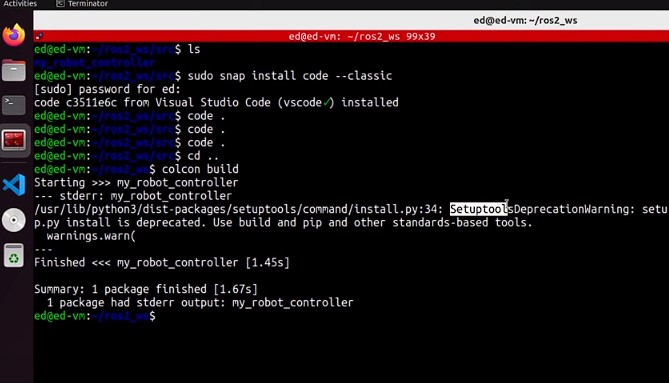 Activities
Terminator
ed@ed-vm: ~/ros2_ws
ed@ed-vm: ~/ros2_ws 99x39
ed@ed-vm:~/ros2_ws/src$ ls
my_robot_controller
ed@ed-vm:~/ros2_ws/src$ sudo snap install code --classic
[sudo] password for ed:
code c3511e6c from Visual Studio Code (vscode✓) installed
ed@ed-vm:~/ros2_ws/src$ code .
ed@ed-vm:~/ros2_ws/src$ code .
ed@ed-vm:~/ros2_ws/src$ code .
ed@ed-vm:~/ros2_ws/src$ cd ..
ed@ed-vm:~/ros2_ws$ colcon build
Starting >>> my_robot_controller
--- stderr: my_robot_controller
/usr/lib/python3/dist-packages/setuptools/command/install.py:34: SetuptoolsDeprecationWarning: setu
p.py install is deprecated. Use build and pip and other standards-based tools.
  warnings.warn(
---
Finished <<< my_robot_controller [1.45s]
Summary: 1 package finished [1.67s]
  1 package had stderr output: my_robot_controller
ed@ed-vm:~/ros2_ws$